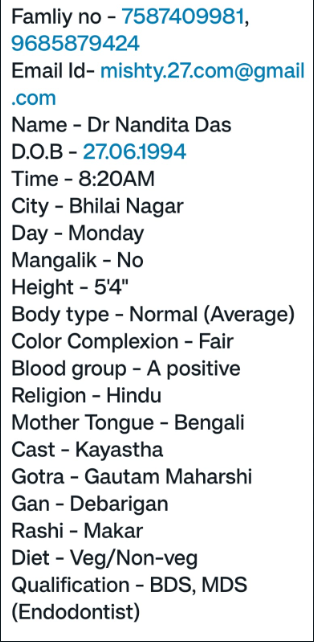 Famliy no - 7587409981,
9685879424
Email Id- mishty.27.com@gmail
.com
Name - Dr Nandita Das
D.O.B - 27.06.1994
Time - 8:20AM
City - Bhilai Nagar
Day - Monday
Mangalik - No
Height - 5'4"
Body type - Normal (Average)
Color Complexion - Fair
Blood group - A positive
Religion - Hindu
Mother Tongue - Bengali
Cast - Kayastha
Gotra - Gautam Maharshi
Gan - Debarigan
Rashi - Makar
Diet - Veg/Non-veg
Qualification - BDS, MDS
(Endodontist)